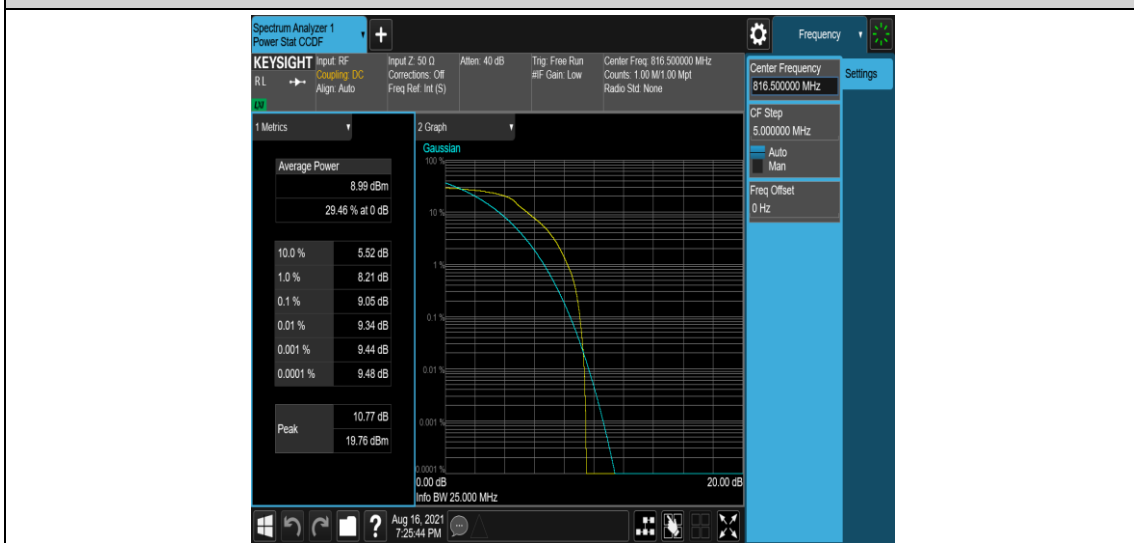 Spectrum Analyzer 1
Power Stat CCDF
+
Frequency
KEYSIGHT
RL
LXI
Input: RF
Coupling: DC
Align: Auto
Input Z: 50 Ω
Corrections: Off
Freq Ref: Int (S)
Atten: 40 dB
Trig: Free Run
#IF Gain: Low
Center Freq: 816.500000 MHz
Counts: 1.00 M/1.00 Mpt
Radio Std: None
Center Frequency
816.500000 MHz
Settings
CF Step
5.000000 MHz
Auto
Man
Freq Offset
0 Hz
1 Metrics
Average Power
8.99 dBm
29.46 % at 0 dB
10.0 % 5.52 dB
1.0 % 8.21 dB
0.1 % 9.05 dB
0.01 % 9.34 dB
0.001 % 9.44 dB
0.0001 % 9.48 dB
Peak
10.77 dB
19.76 dBm
2 Graph
Gaussian
100 %
10 %
1 %
0.1 %
0.01 %
0.001 %
0.0001 %
0.00 dB 20.00 dB
Info BW 25.000 MHz
?
Aug 16, 2021
7:25:44 PM